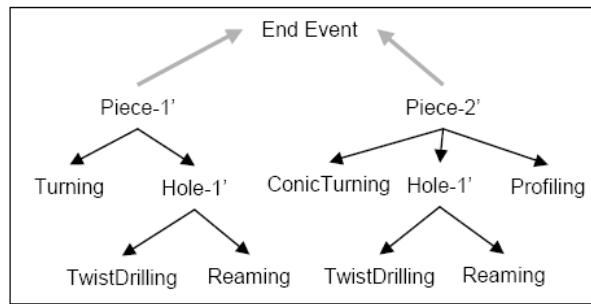 End Event
Piece-1’ Piece-2’
Turning Hole-1’ ConicTurning Hole-1’ Profiling
TwistDrilling Reaming TwistDrilling Reaming